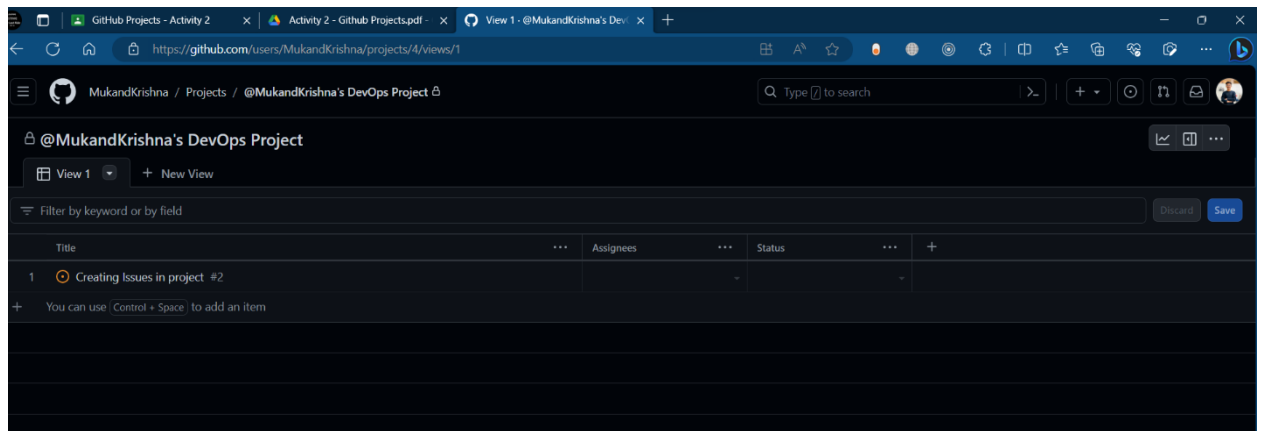 GitHub Projects - Activity 2
Activity 2 - Github Projects.pdf -
View 1 · @MukandKrishna's Dev
https://github.com/users/MukandKrishna/projects/4/views/1
MukandKrishna / Projects / @MukandKrishna's DevOps Project
Type / to search
@MukandKrishna's DevOps Project
View 1
+ New View
Filter by keyword or by field
Discard
Save
Title
Assignees
Status
1 Creating Issues in project #2
You can use Control + Space to add an item